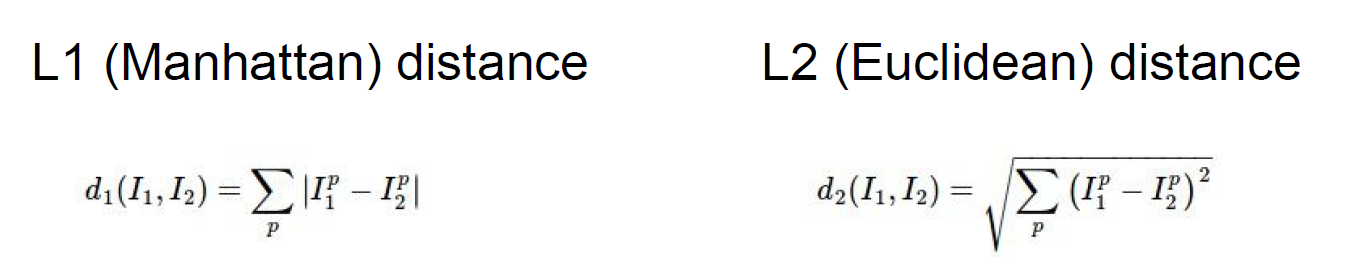 L1 (Manhattan) distance
L2 (Euclidean) distance
d₁(I₁, I₂) = ∑ₚ |I₁ᵖ − I₂ᵖ|
d₂(I₁, I₂) = √(∑ₚ (I₁ᵖ − I₂ᵖ)²)